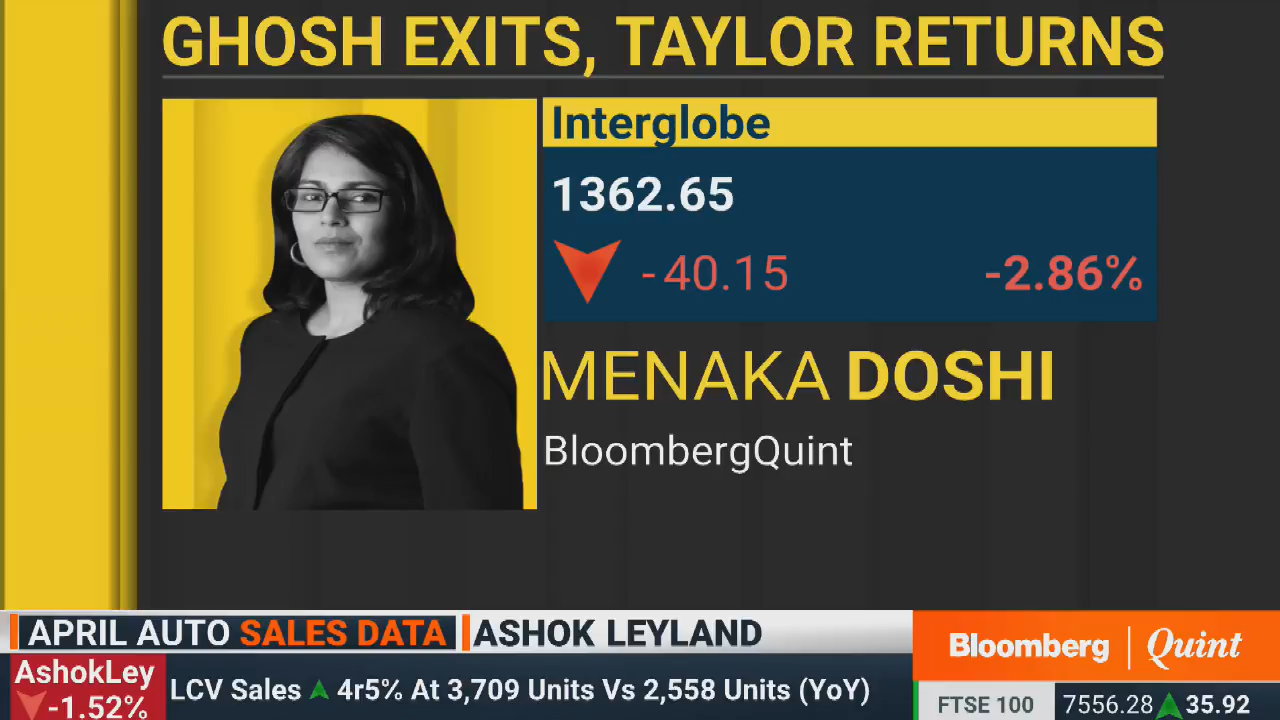 GHOSH EXITS, TAYLOR RETURNS
Interglobe
1362.65
-40.15 -2.86%
MENAKA DOSHI
BloombergQuint
APRIL AUTO SALES DATA ASHOK LEYLAND
AshokLey
-1.52%
LCV Sales 4r5% At 3,709 Units Vs 2,558 Units (YoY)
Bloomberg | Quint
FTSE 100 7556.28 35.92